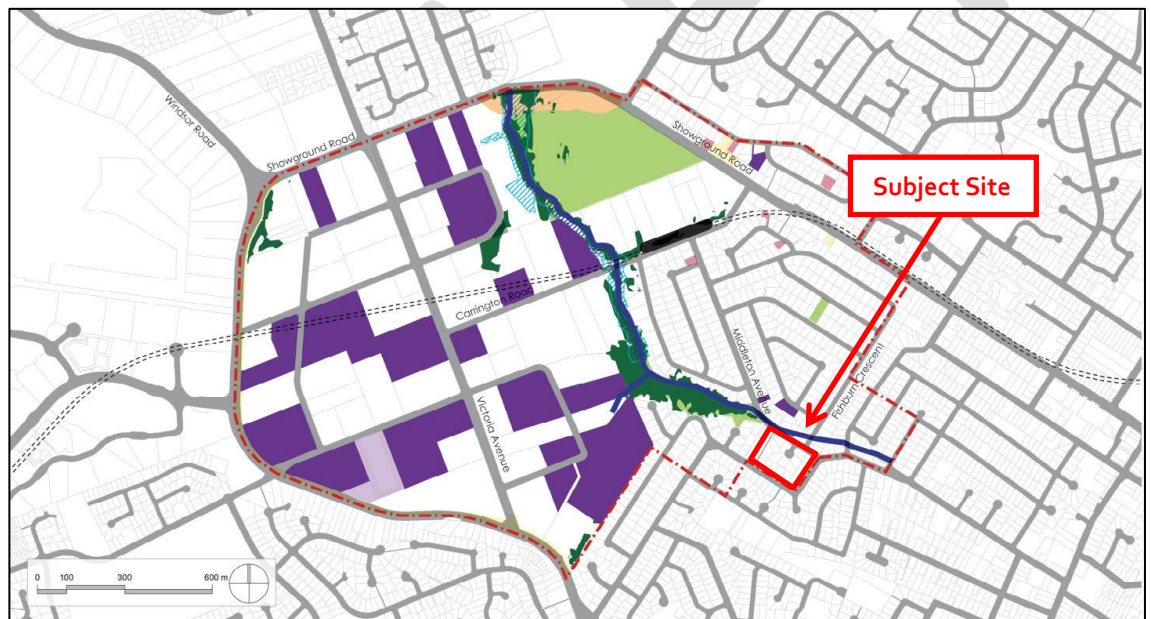 Windsor Road
Showground Road
Showground Road
Subject Site
Carrington Road
Middleton Avenue
Fishburn Crescent
Victoria Avenue
0 100 300 600 m